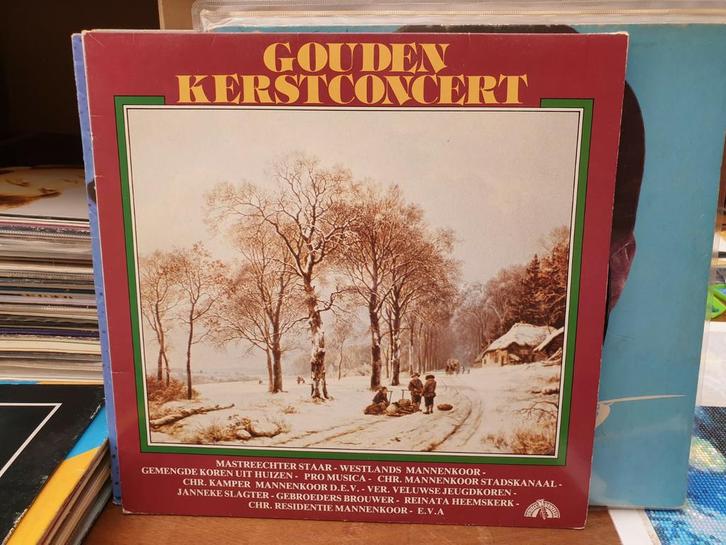 GOUDEN
KERSTCONCERT
MASTREECHTER STAAR - WESTLANDS MANNENKOOR -
GEMENGDE KOREN UIT HUIZEN - PRO MUSICA - CHR. MANNENKOOR STADSKANAAL -
CHR. KAMPER MANNENKOOR D.E.V. - VER. VELUWSE JEUGDKOREN -
JANNEKE SLAGTER - GEBROEDERS BROUWER - REINATA HEEMSKERK -
CHR. RESIDENTIE MANNENKOOR - E.V.A